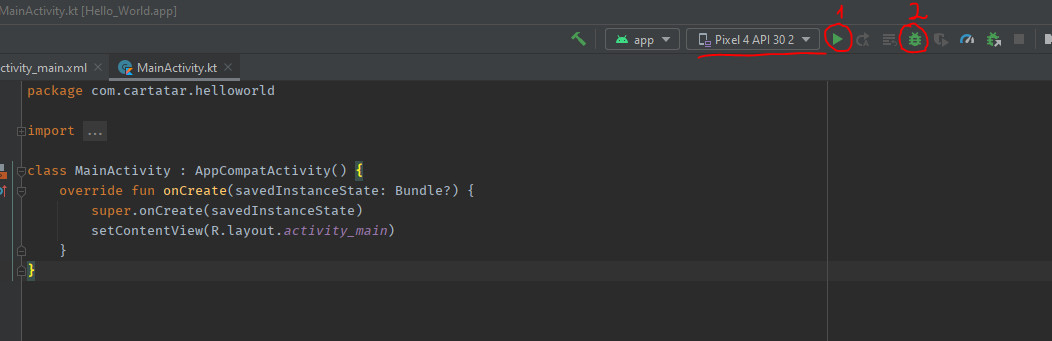 MainActivity.kt [Hello_World.app]
1 2
app Pixel 4 API 30 2
ctivity_main.xml MainActivity.kt
package com.cartatar.helloworld
import ...
class MainActivity : AppCompatActivity() {
override fun onCreate(savedInstanceState: Bundle?) {
super.onCreate(savedInstanceState)
setContentView(R.layout.activity_main)
}
}